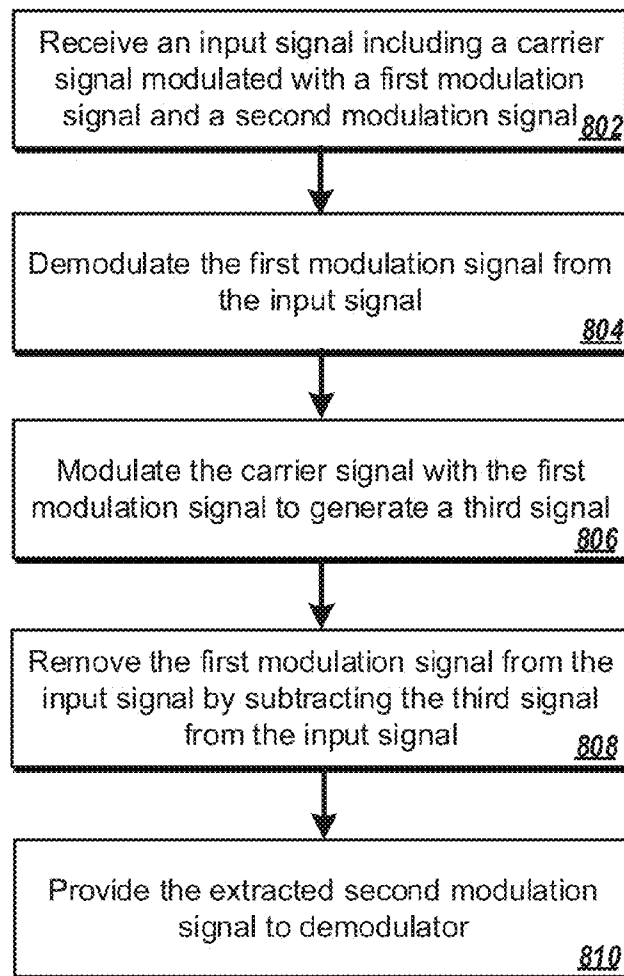 Receive an input signal including a carrier
signal modulated with a first modulation
signal and a second modulation signal 802
Demodulate the first modulation signal from
the input signal
804
Modulate the carrier signal with the first
modulation signal to generate a third signal
806
Remove the first modulation signal from the
input signal by subtracting the third signal
from the input signal 808
Provide the extracted second modulation
signal to demodulator
810